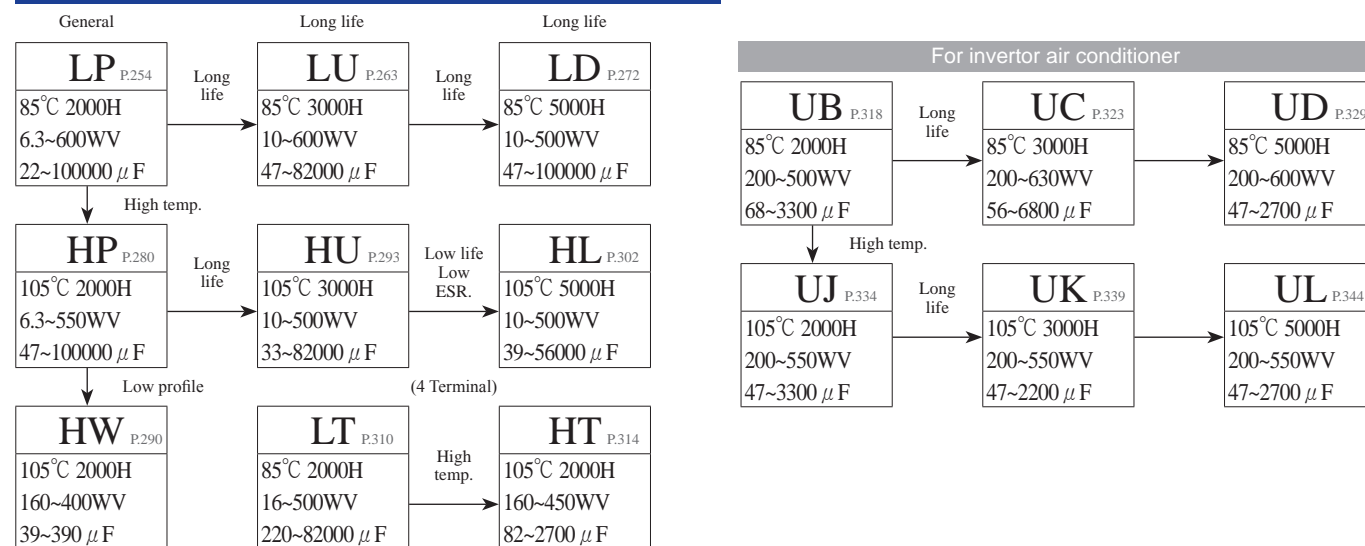 General
Long life
Long life
LP P.254
85℃ 2000H
6.3~600WV
22~100000 μF
Long
life
LU P.263
85℃ 3000H
10~600WV
47~82000 μF
Long
life
LD P.272
85℃ 5000H
10~500WV
47~100000 μF
High temp.
HP P.280
105℃ 2000H
6.3~550WV
47~100000 μF
Long
life
HU P.293
105℃ 3000H
10~500WV
33~82000 μF
Low life
Low
ESR.
HL P.302
105℃ 5000H
10~500WV
39~56000 μF
Low profile
(4 Terminal)
HW P.290
105℃ 2000H
160~400WV
39~390 μF
LT P.310
85℃ 2000H
16~500WV
220~82000 μF
High
temp.
HT P.314
105℃ 2000H
160~450WV
82~2700 μF
For invertor air conditioner
UB P.318
85℃ 2000H
200~500WV
68~3300 μF
Long
life
UC P.323
85℃ 3000H
200~630WV
56~6800 μF
UD P.329
85℃ 5000H
200~600WV
47~2700 μF
High temp.
UJ P.334
105℃ 2000H
200~550WV
47~3300 μF
Long
life
UK P.339
105℃ 3000H
200~550WV
47~2200 μF
UL P.344
105℃ 5000H
200~550WV
47~2700 μF